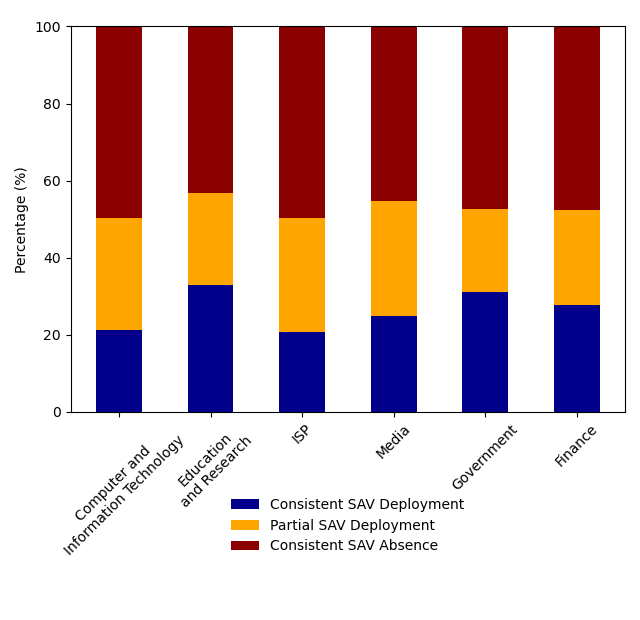 100
80
60
40
20
0
Percentage (%)
Computer and
Information Technology
Education
and Research
ISP
Media
Government
Finance
Consistent SAV Deployment
Partial SAV Deployment
Consistent SAV Absence